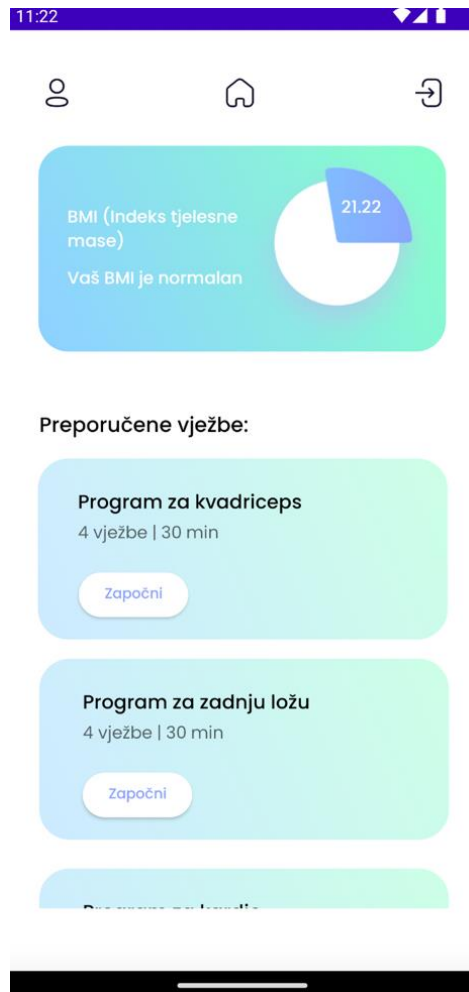 11:22
BMI (Indeks tjelesne
mase)
Vaš BMI je normalan
21.22
Preporučene vježbe:
Program za kvadriceps
4 vježbe | 30 min
Započni
Program za zadnju ložu
4 vježbe | 30 min
Započni